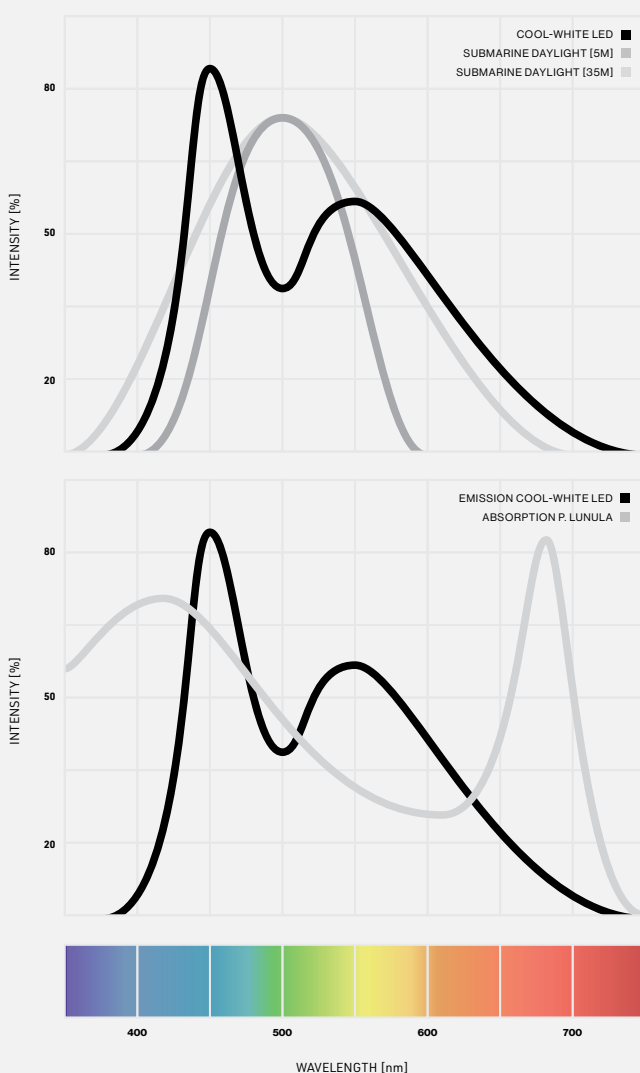 COOL-WHITE LED
SUBMARINE DAYLIGHT [5M]
SUBMARINE DAYLIGHT [35M]
80
50
20
INTENSITY [%]
EMISSION COOL-WHITE LED
ABSORPTION P. LUNULA
80
50
20
INTENSITY [%]
400 500 600 700
WAVELENGTH [nm]